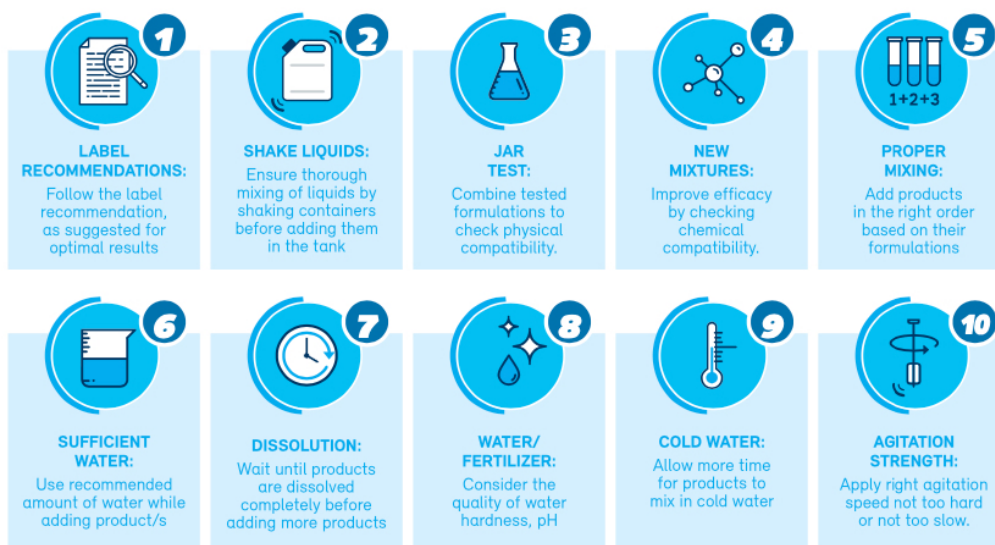 1
LABEL
RECOMMENDATIONS:
Follow the label
recommendation,
as suggested for
optimal results
2
SHAKE LIQUIDS:
Ensure thorough
mixing of liquids by
shaking containers
before adding them
in the tank
3
JAR
TEST:
Combine tested
formulations to
check physical
compatibility.
4
NEW
MIXTURES:
Improve efficacy
by checking
chemical
compatibility.
5
1+2+3
PROPER
MIXING:
Add products
in the right order
based on their
formulations
6
SUFFICIENT
WATER:
Use recommended
amount of water while
adding product/s
7
DISSOLUTION:
Wait until products
are dissolved
completely before
adding more products
8
WATER/
FERTILIZER:
Consider the
quality of water
hardness, pH
9
COLD WATER:
Allow more time
for products to
mix in cold water
10
AGITATION
STRENGTH:
Apply right agitation
speed not too hard
or not too slow.